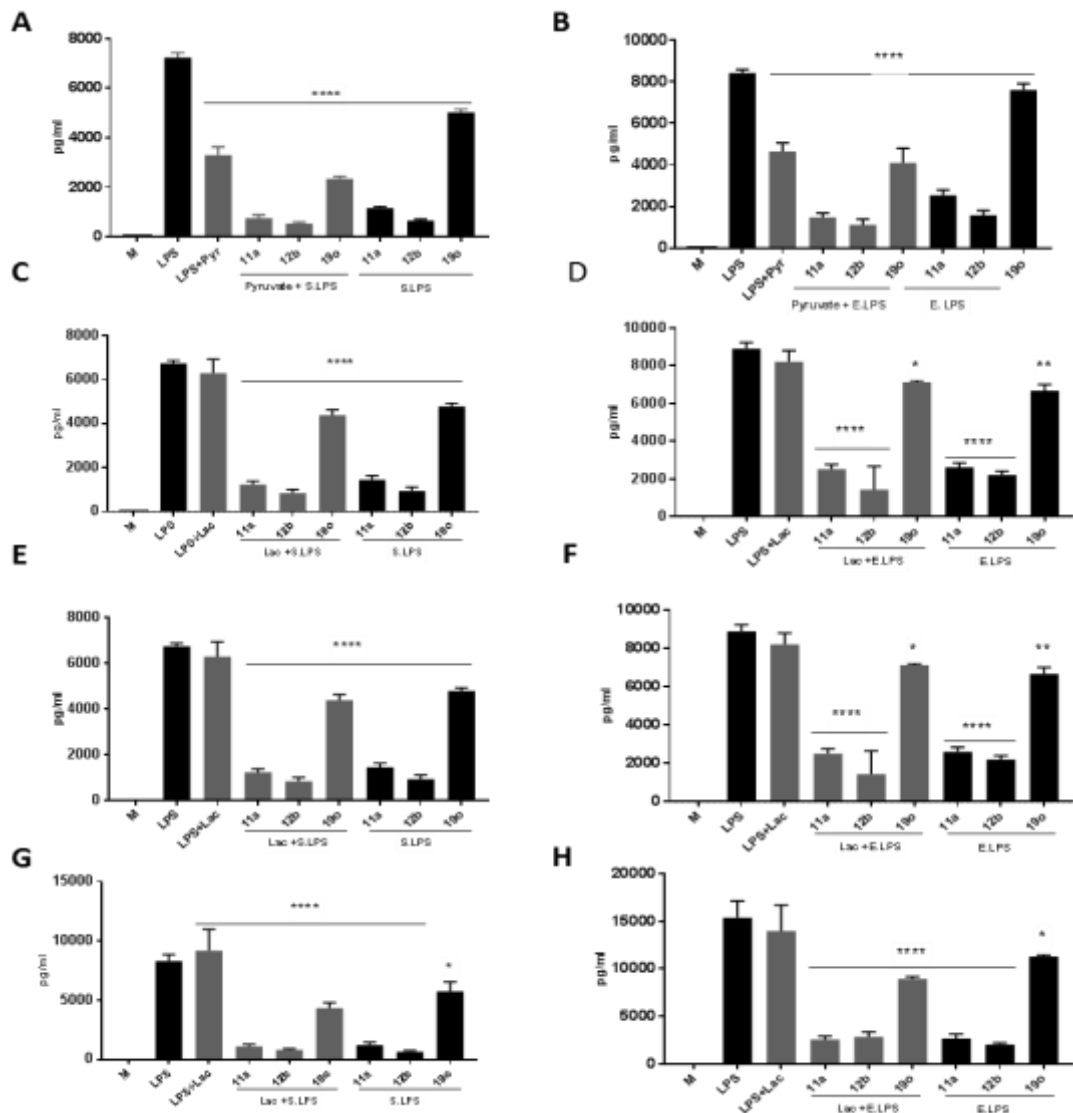 A
8000
6000
4000
2000
0
pg/ml
****
M
LPS
LPS+Pyr
11a
12b
19o
11a
12b
19o
Pyruvate + S.LPS
S.LPS
B
10000
8000
6000
4000
2000
0
pg/ml
****
M
LPS
LPS+Pyr
11a
12b
19o
11a
12b
19o
Pyruvate + E.LPS
E. LPS
C
8000
6000
4000
2000
0
pg/ml
****
M
11a
12b
11a
12b
19o
Lac +S.LPS
S.LPS
D
10000
8000
6000
4000
2000
0
pg/ml
****
*
****
**
M
LPS
LPS+Lac
11a
12b
19o
11a
12b
19o
Lac +E.LPS
E.LPS
E
8000
6000
4000
2000
0
pg/ml
****
M
LPS
LPS+Lac
11a
12b
19o
11a
12b
19o
Lac +S.LPS
S.LPS
F
10000
8000
6000
4000
2000
0
pg/ml
****
*
****
**
M
LPS
LPS+Lac
11a
12b
19o
11a
12b
19o
Lac +E.LPS
E.LPS
G
15000
10000
5000
0
pg/ml
****
*
M
LPS
11a
12b
19o
11a
12b
19o
Lac +S.LPS
S.LPS
H
20000
15000
10000
5000
0
pg/ml
****
*
M
LPS
LPS+Lac
11a
12b
19o
11a
12b
19o
Lac +E.LPS
E.LPS